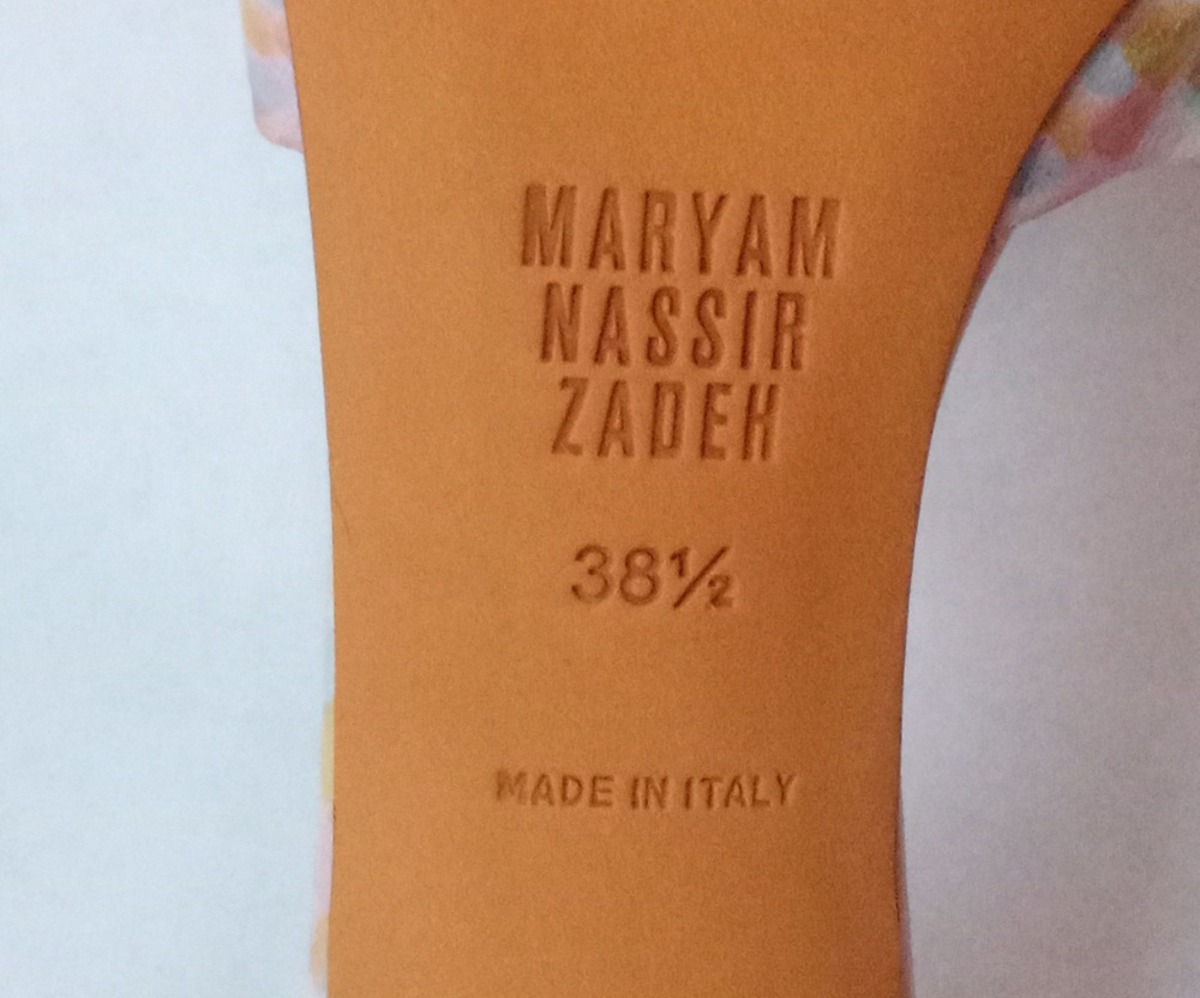 MARYAM
NASSIR
ZADEH
38½
MADE IN ITALY